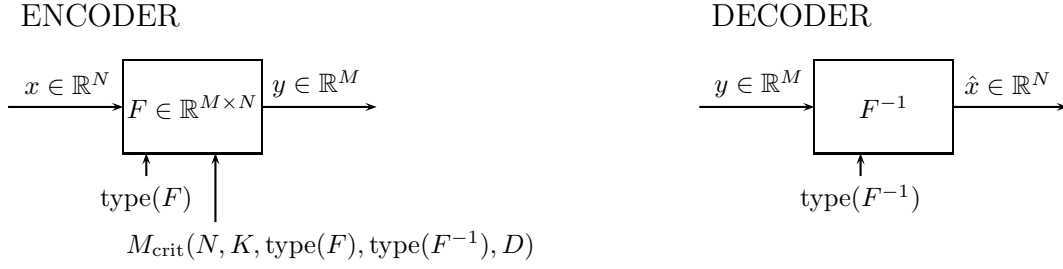 ENCODER
x ∈ ℝ^N
F ∈ ℝ^{M×N}
y ∈ ℝ^M
type(F)
M_crit(N, K, type(F), type(F^{-1}), D)
DECODER
y ∈ ℝ^M
F^{-1}
x̂ ∈ ℝ^N
type(F^{-1})